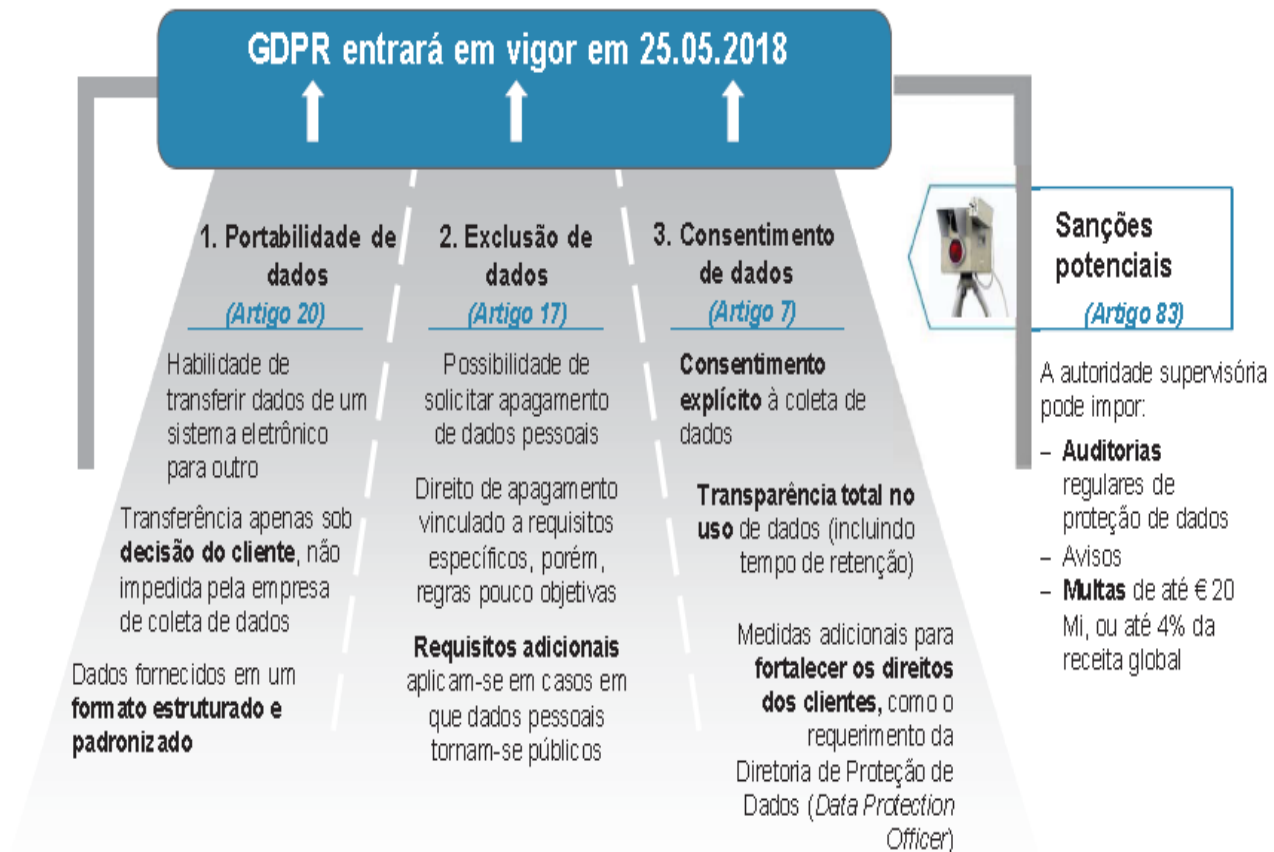 GDPR entrará em vigor em 25.05.2018
1. Portabilidade de
dados
(Artigo 20)
Habilidade de
transferir dados de um
sistema eletrônico
para outro
Transferência apenas sob
decisão do cliente, não
impedida pela empresa
de coleta de dados
Dados fornecidos em um
formato estruturado e
padronizado
2. Exclusão de
dados
(Artigo 17)
Possibilidade de
solicitar apagamento
de dados pessoais
Direito de apagamento
vinculado a requisitos
específicos, porém,
regras pouco objetivas
Requisitos adicionais
aplicam-se em casos em
que dados pessoais
tornam-se públicos
3. Consentimento
de dados
(Artigo 7)
Consentimento
explícito à coleta de
dados
Transparência total no
uso de dados (incluindo
tempo de retenção)
Medidas adicionais para
fortalecer os direitos
dos clientes, como o
requerimento da
Diretoria de Proteção de
Dados (Data Protection
Officer)
Sanções
potenciais
(Artigo 83)
A autoridade supervisória
pode impor:
– Auditorias
regulares de
proteção de dados
– Avisos
– Multas de até € 20
Mi, ou até 4% da
receita global